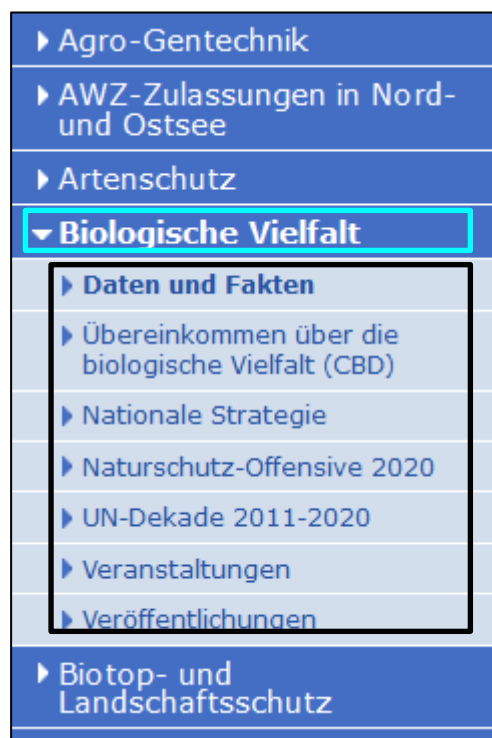 Agro-Gentechnik
AWZ-Zulassungen in Nord-
und Ostsee
Artenschutz
Biologische Vielfalt
Daten und Fakten
Übereinkommen über die
biologische Vielfalt (CBD)
Nationale Strategie
Naturschutz-Offensive 2020
UN-Dekade 2011-2020
Veranstaltungen
Veröffentlichungen
Biotop- und
Landschaftsschutz